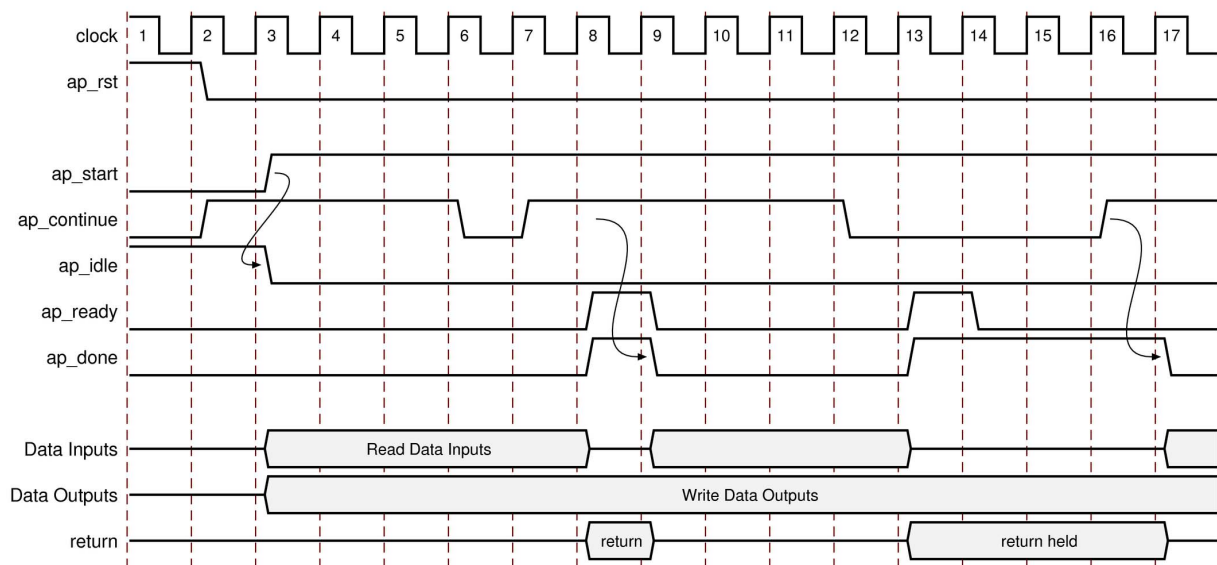 clock 1 2 3 4 5 6 7 8 9 10 11 12 13 14 15 16 17
ap_rst
ap_start
ap_continue
ap_idle
ap_ready
ap_done
Data Inputs Read Data Inputs
Data Outputs Write Data Outputs
return return return held